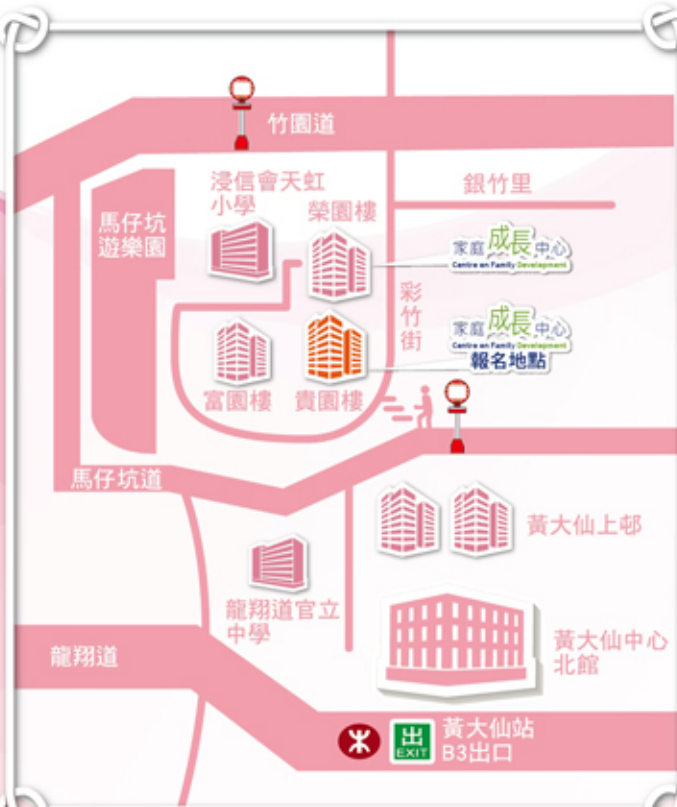 竹園道
浸信會天虹
小學
榮園樓
銀竹里
馬仔坑
遊樂園
家庭成長中心
Centre on Family Development
彩竹街
家庭成長中心
Centre on Family Development
報名地點
富園樓
貴園樓
馬仔坑道
黃大仙上邨
龍翔道官立
中學
龍翔道
黃大仙中心
北館
出
EXIT
黃大仙站
B3出口